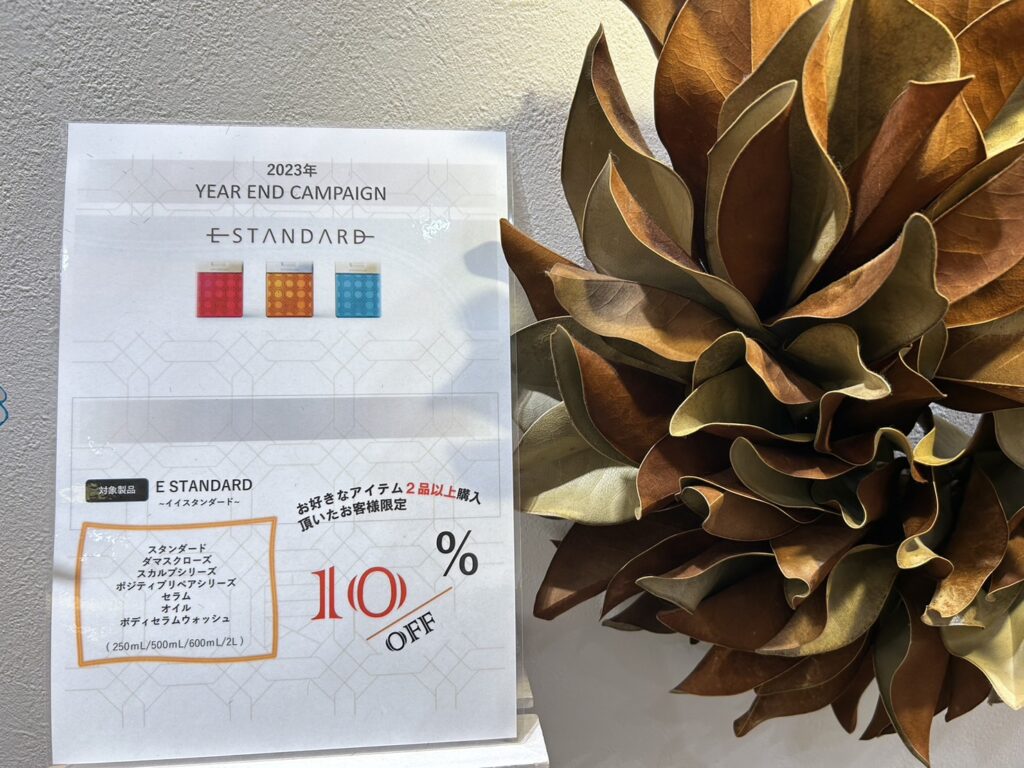 2023年
YEAR END CAMPAIGN
E STANDARD
対象製品 E STANDARD
~イイスタンダード~
お好きなアイテム2品以上購入
頂いたお客様限定
スタンダード
ダマスクローズ
スカルプシリーズ
ポジティブリペアシリーズ
セラム
オイル
ボディセラムウォッシュ
(250mL/500mL/600mL/2L)
10%
OFF